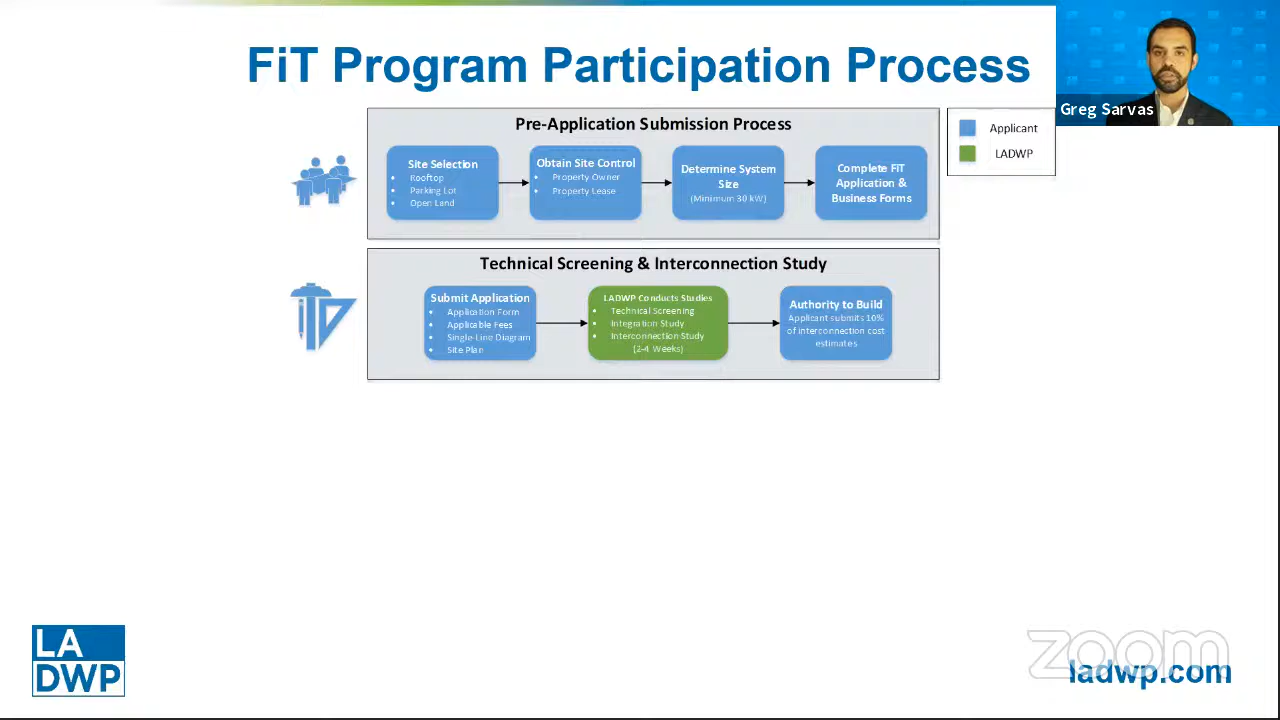 FiT Program Participation Process
Greg Sarvas
Pre-Application Submission Process
Applicant
LADWP
Site Selection
• Rooftop
• Parking Lot
• Open Land
Obtain Site Control
• Property Owner
• Property Lease
Determine System
Size
(Minimum 30 kW)
Complete FiT
Application &
Business Forms
Technical Screening & Interconnection Study
Submit Application
• Application Form
• Applicable Fees
• Single-Line Diagram
• Site Plan
LADWP Conducts Studies
• Technical Screening
• Integration Study
• Interconnection Study
(2-4 Weeks)
Authority to Build
Applicant submits 10%
of interconnection cost
estimates
LA
DWP
zoom
ladwp.com